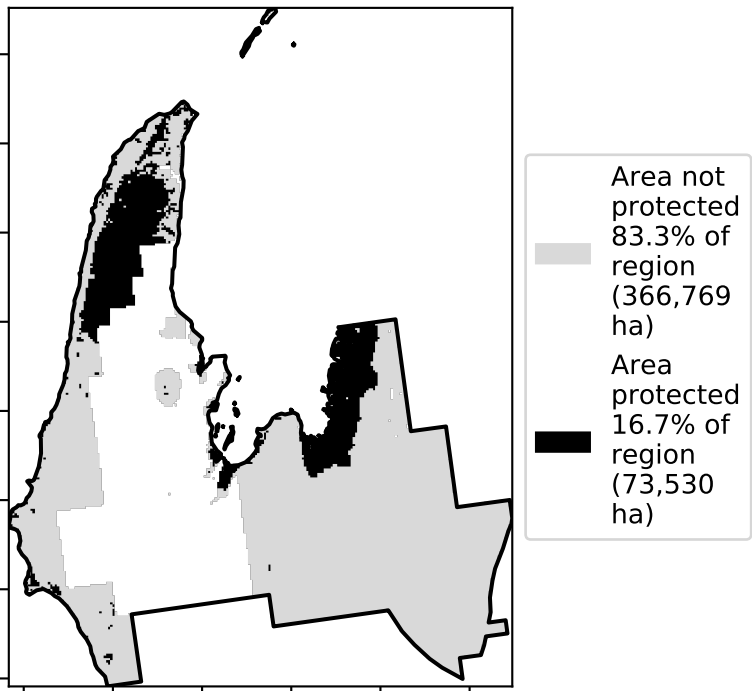 Area not
protected
83.3% of
region
(366,769
ha)
Area
protected
16.7% of
region
(73,530
ha)